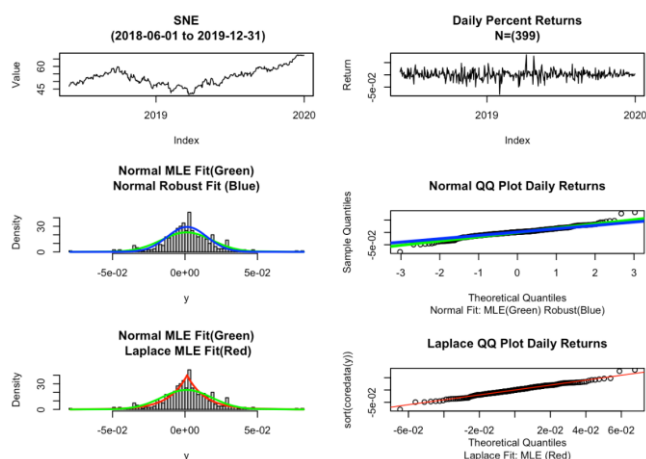 SNE
(2018-06-01 to 2019-12-31)
Value
45 60
2019 2020
Index
Daily Percent Returns
N=(399)
Return
-5e-02
2019 2020
Index
Normal MLE Fit(Green)
Normal Robust Fit (Blue)
Density
0 30
-5e-02 0e+00 5e-02
y
Normal QQ Plot Daily Returns
Sample Quantiles
-5e-02
-3 -2 -1 0 1 2 3
Theoretical Quantiles
Normal Fit: MLE(Green) Robust(Blue)
Normal MLE Fit(Green)
Laplace MLE Fit(Red)
Density
0 30
-5e-02 0e+00 5e-02
y
Laplace QQ Plot Daily Returns
sort(coredata(y))
-5e-02
-6e-02 -2e-02 2e-02 4e-02 6e-02
Theoretical Quantiles
Laplace Fit: MLE (Red)